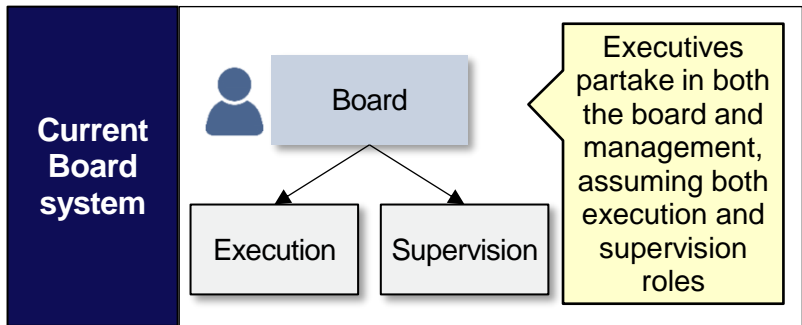 Current
Board
system
Board
Execution
Supervision
Executives
partake in both
the board and
management,
assuming both
execution and
supervision
roles